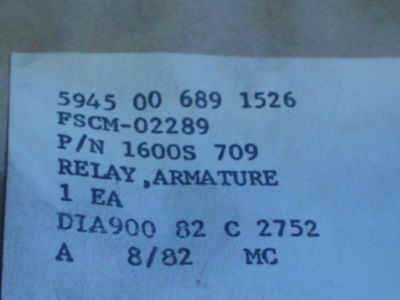 5945 00 689 1526
FSCM-02289
P/N 1600S 709
RELAY,ARMATURE
1 EA
DIA900 82 C 2752
A 8/82 MC